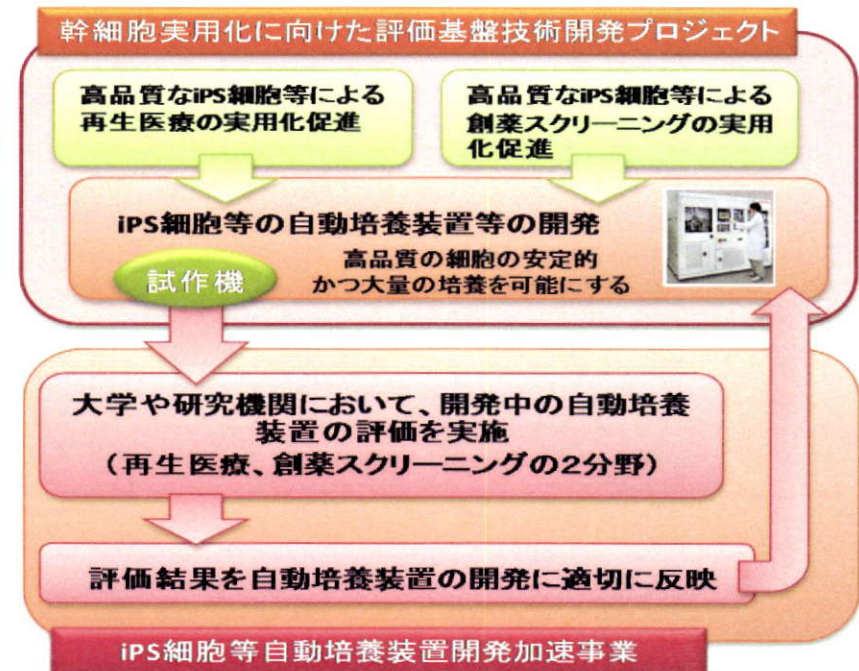 幹細胞実用化に向けた評価基盤技術開発プロジェクト
高品質なiPS細胞等による
再生医療の実用化促進
高品質なiPS細胞等による
創薬スクリーニングの実用
化促進
iPS細胞等の自動培養装置等の開発
高品質の細胞の安定的
かつ大量の培養を可能にする
試作機
大学や研究機関において、開発中の自動培養
装置の評価を実施
（再生医療、創薬スクリーニングの２分野）
評価結果を自動培養装置の開発に適切に反映
iPS細胞等自動培養装置開発加速事業